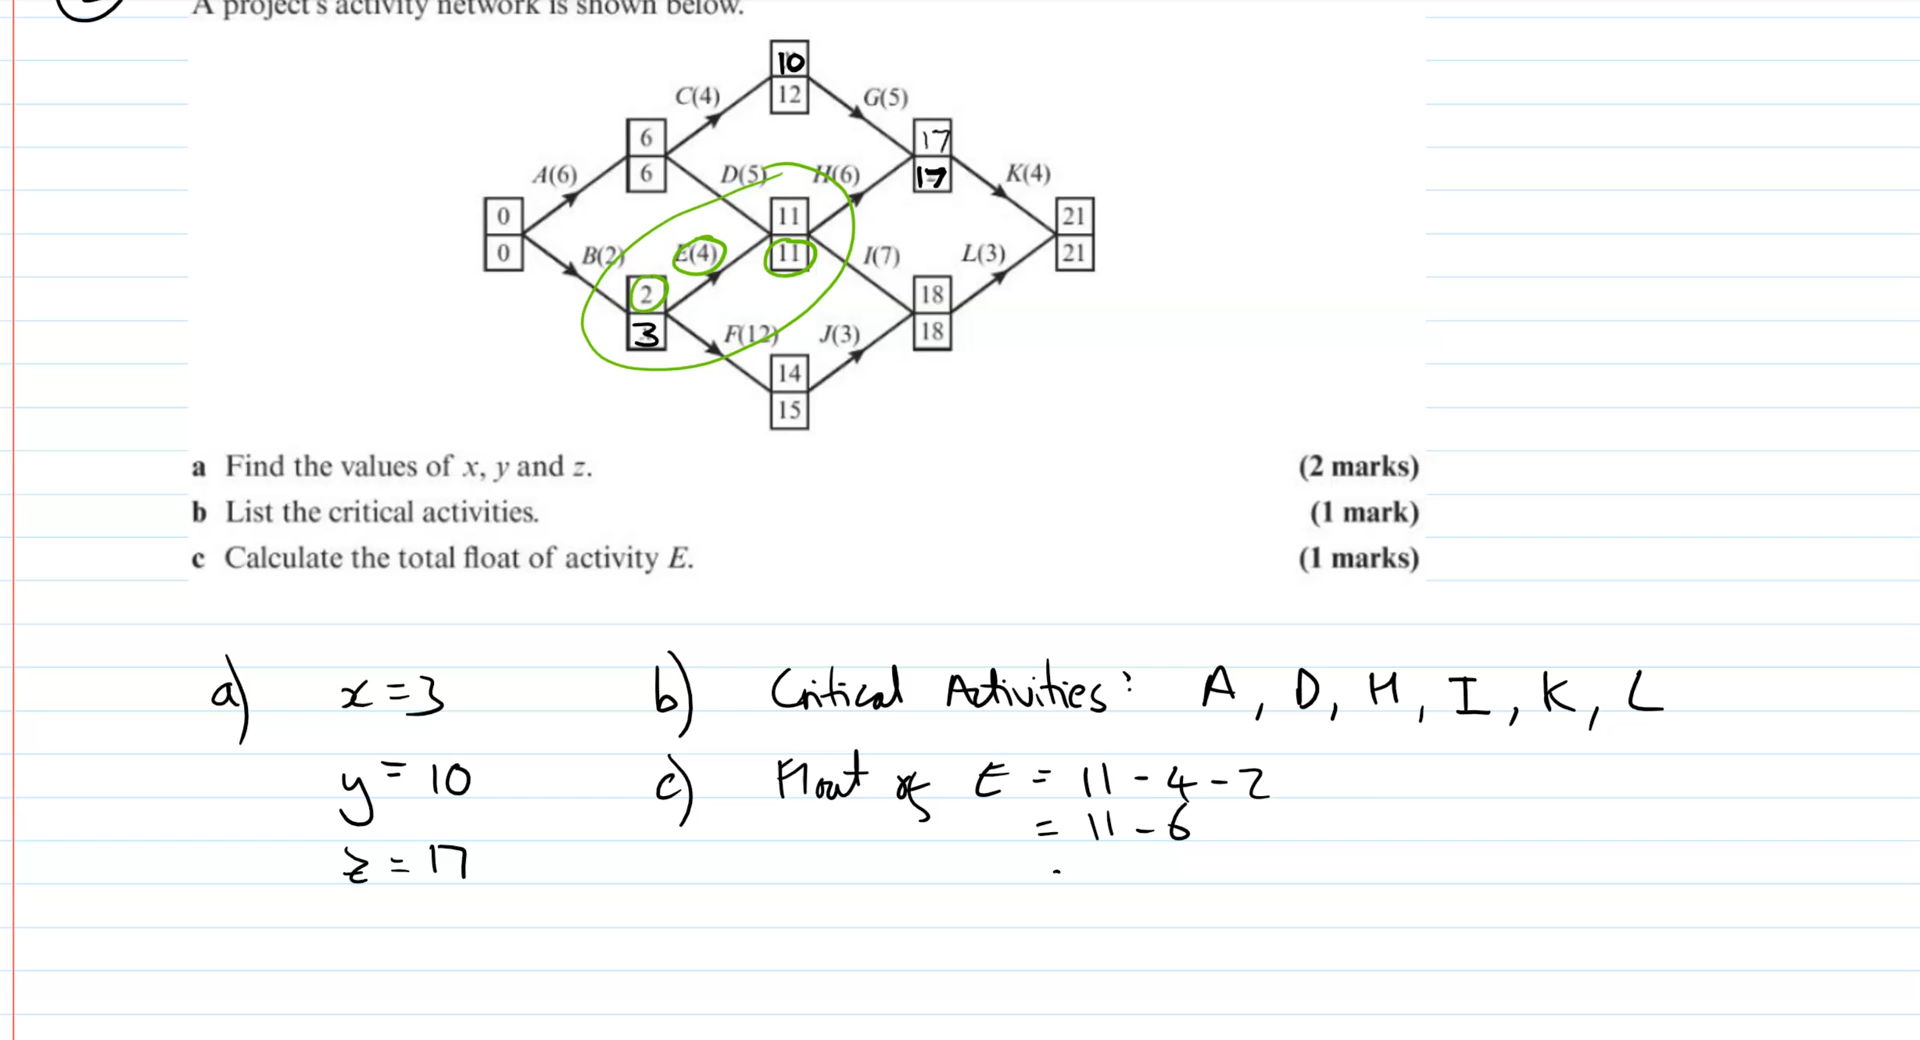 A project's activity network is shown below.
10
12
C(4)
G(5)
6
6
17
17
A(6)
D(5)
H(6)
K(4)
0
0
11
11
21
21
B(2)
E(4)
I(7)
L(3)
2
3
18
18
F(12)
J(3)
14
15
a Find the values of x, y and z. (2 marks)
b List the critical activities. (1 mark)
c Calculate the total float of activity E. (1 marks)
a) x = 3
y = 10
z = 17
b) Critical Activities: A, D, H, I, K, L
c) Float of E = 11 - 4 - 2
= 11 - 6